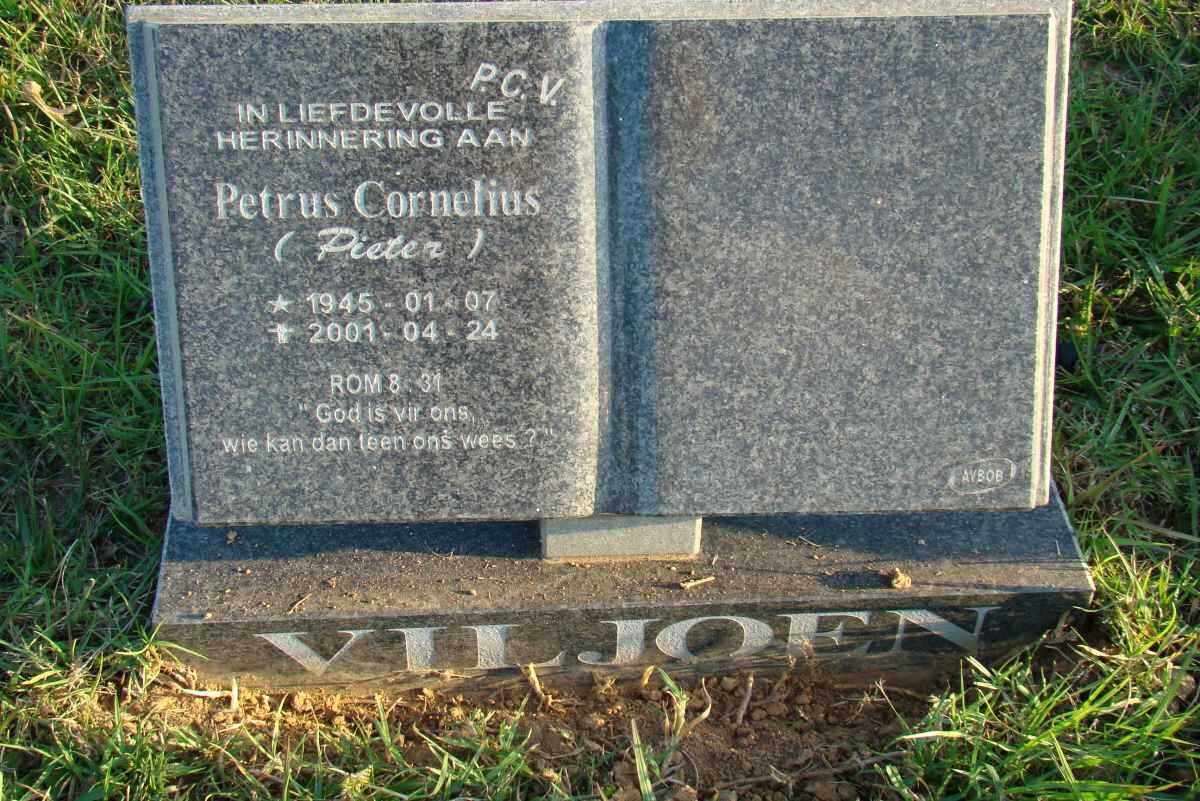 P.C.V.
IN LIEFDEVOLLE
HERINNERING AAN
Petrus Cornelius
( Pieter )
★ 1945 - 01 - 07
✝ 2001 - 04 - 24
ROM 8 : 31
" God is vir ons,
wie kan dan teen ons wees ? "
AVBOB
VILJOEN